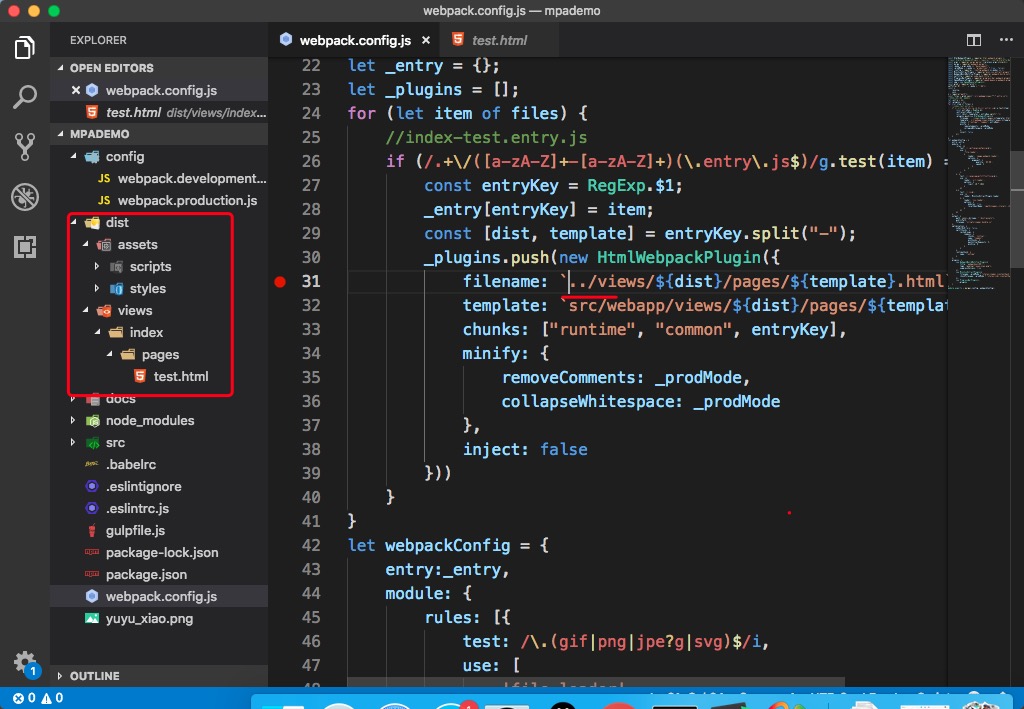 webpack.config.js — mpademo
EXPLORER
OPEN EDITORS
webpack.config.js
test.html dist/views/index...
MPADEMO
config
JS webpack.development...
JS webpack.production.js
dist
assets
scripts
styles
views
index
pages
test.html
docs
node_modules
src
.babelrc
.eslintignore
.eslintrc.js
gulpfile.js
package-lock.json
package.json
webpack.config.js
yuyu_xiao.png
OUTLINE
1
0 0
webpack.config.js
test.html
22 let _entry = {};
23 let _plugins = [];
24 for (let item of files) {
25 //index-test.entry.js
26 if (/.+\/([a-zA-Z]+-[a-zA-Z]+)(\.entry\.js$)/g.test(item) =
27 const entryKey = RegExp.$1;
28 _entry[entryKey] = item;
29 const [dist, template] = entryKey.split("-");
30 _plugins.push(new HtmlWebpackPlugin({
31 filename: `../views/${dist}/pages/${template}.html`
32 template: `src/webapp/views/${dist}/pages/${templat
33 chunks: ["runtime", "common", entryKey],
34 minify: {
35 removeComments: _prodMode,
36 collapseWhitespace: _prodMode
37 },
38 inject: false
39 }))
40 }
41 }
42 let webpackConfig = {
43 entry:_entry,
44 module: {
45 rules: [{
46 test: /\.(gif|png|jpe?g|svg)$/i,
47 use: [